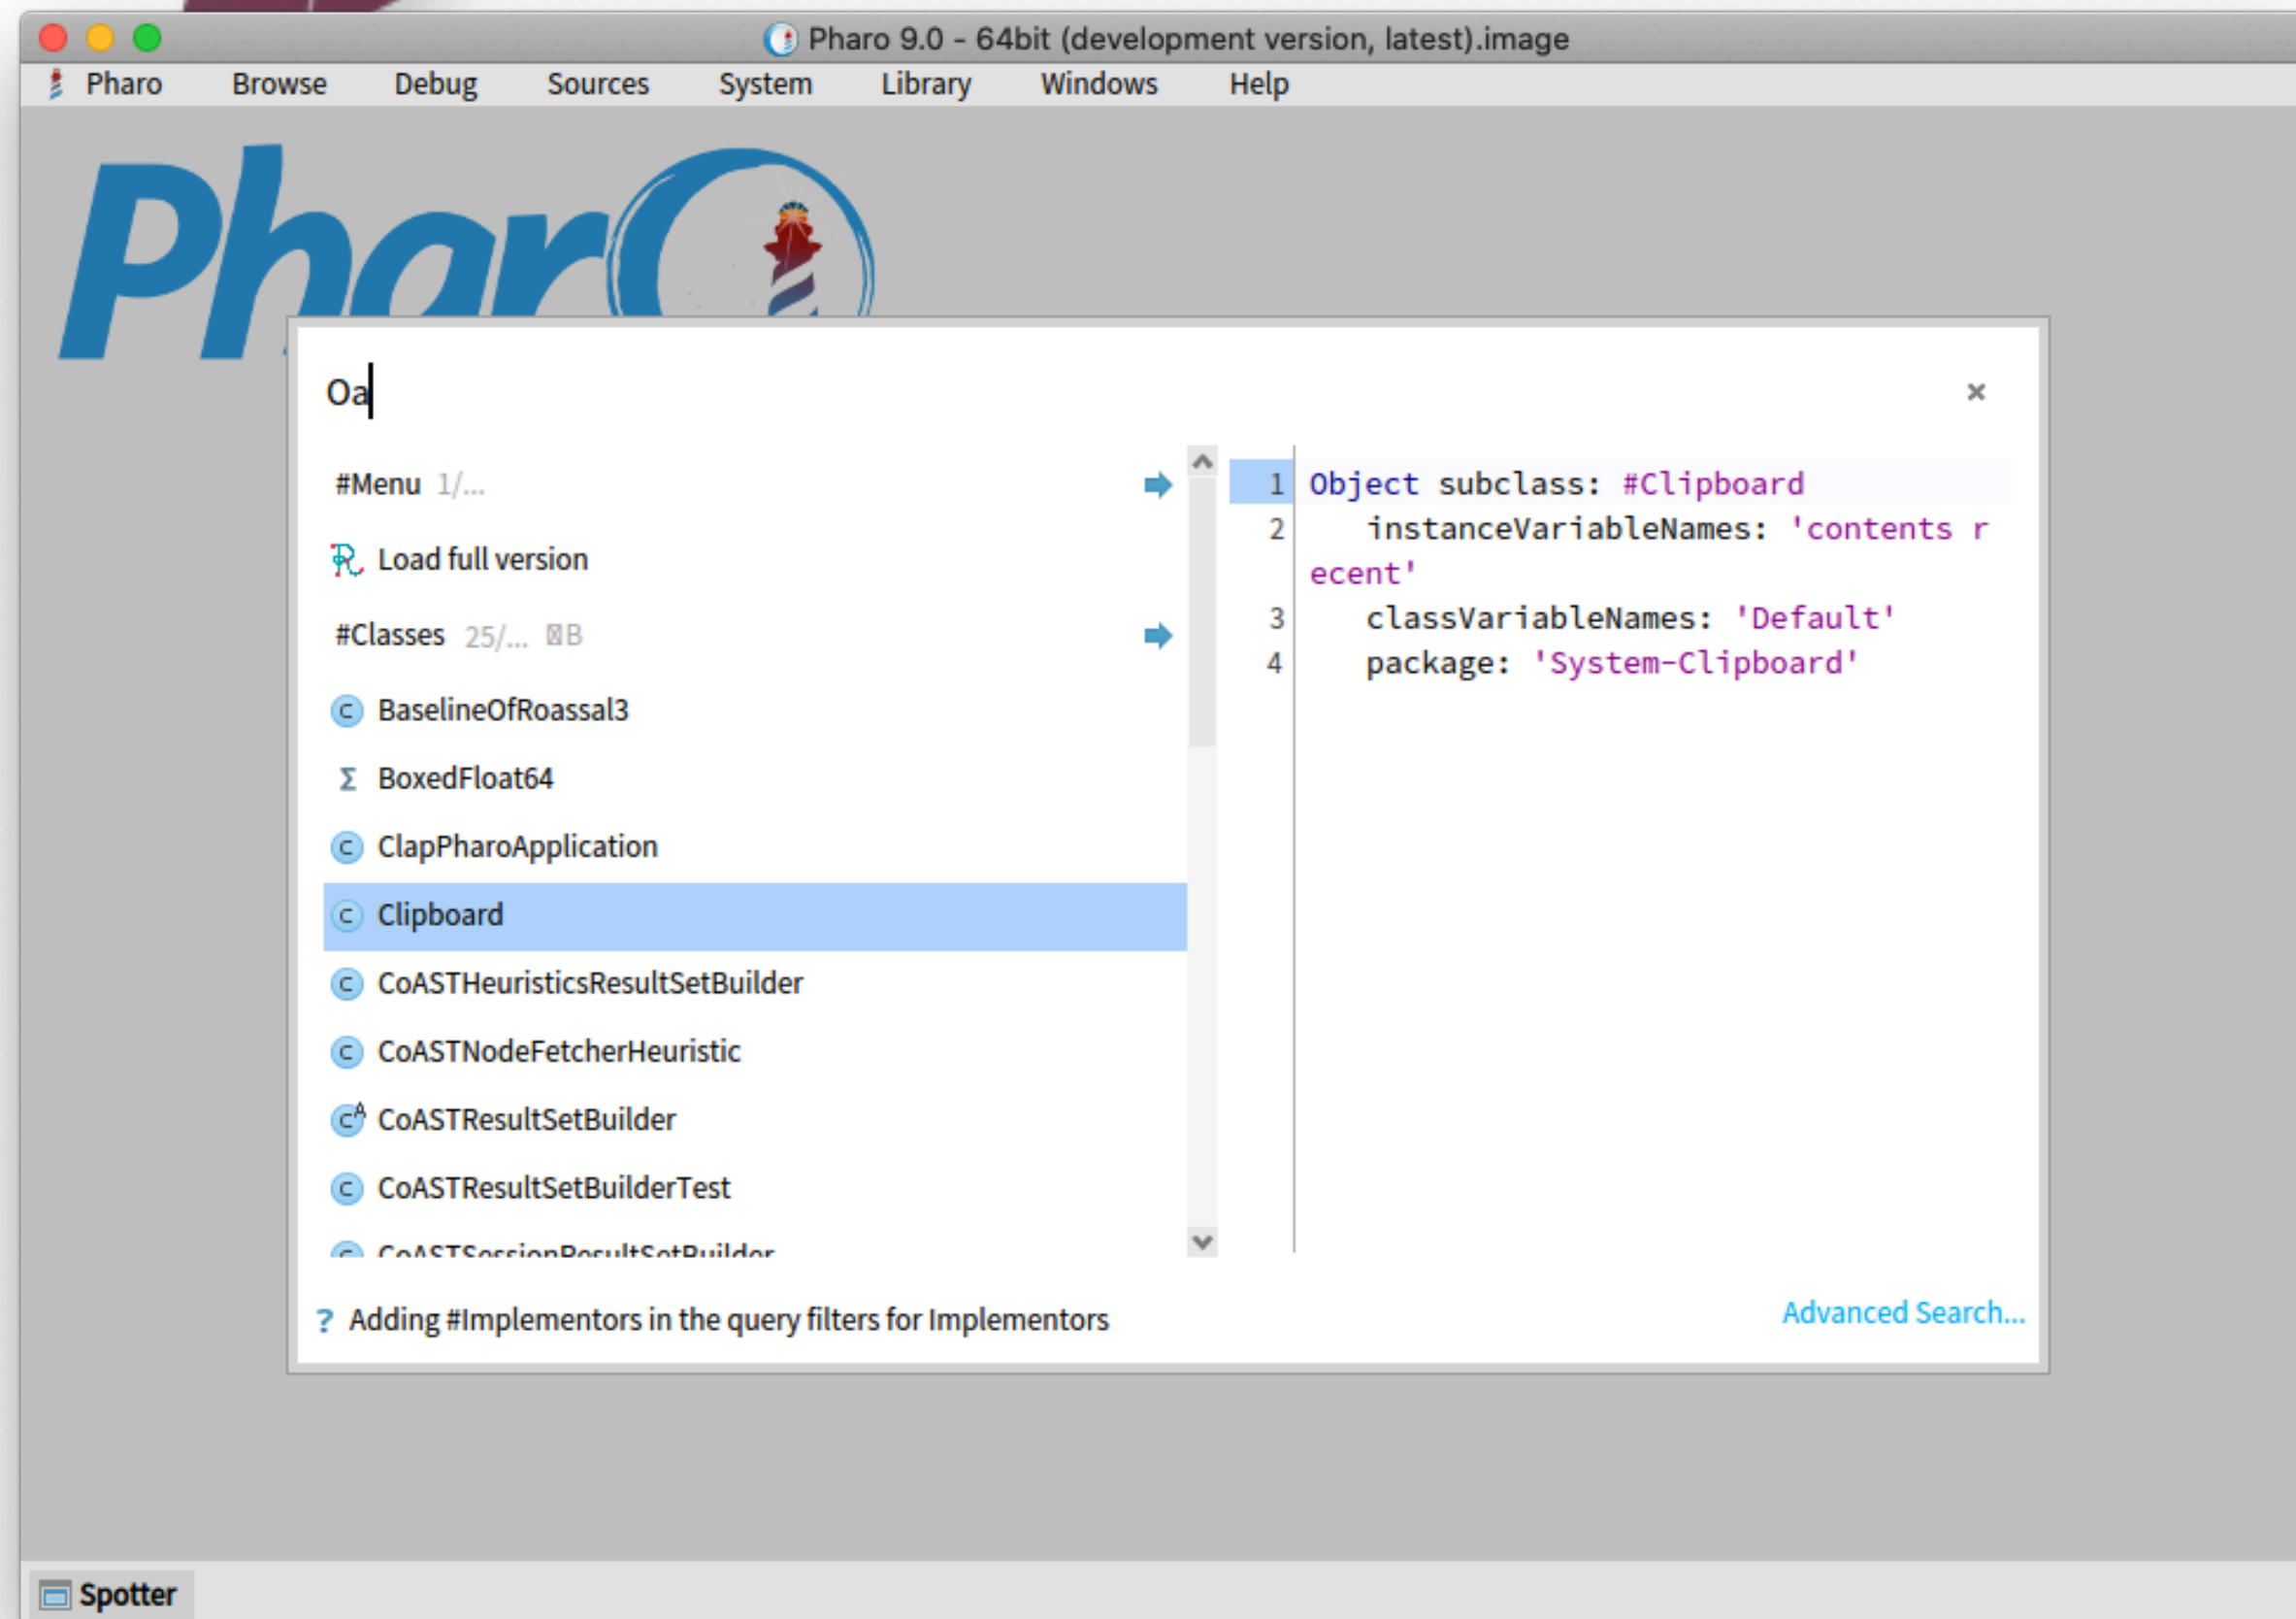 Pharo 9.0 - 64bit (development version, latest).image
Pharo Browse Debug Sources System Library Windows Help
Pharo
Oa
#Menu 1/...
Load full version
#Classes 25/... B
BaselineOfRoassal3
BoxedFloat64
ClapPharoApplication
Clipboard
CoASTHeuristicsResultSetBuilder
CoASTNodeFetcherHeuristic
CoASTResultSetBuilder
CoASTResultSetBuilderTest
CoASTSessionResultSetBuilder
1 Object subclass: #Clipboard
2 instanceVariableNames: 'contents r
ecent'
3 classVariableNames: 'Default'
4 package: 'System-Clipboard'
? Adding #Implementors in the query filters for Implementors
Advanced Search...
Spotter